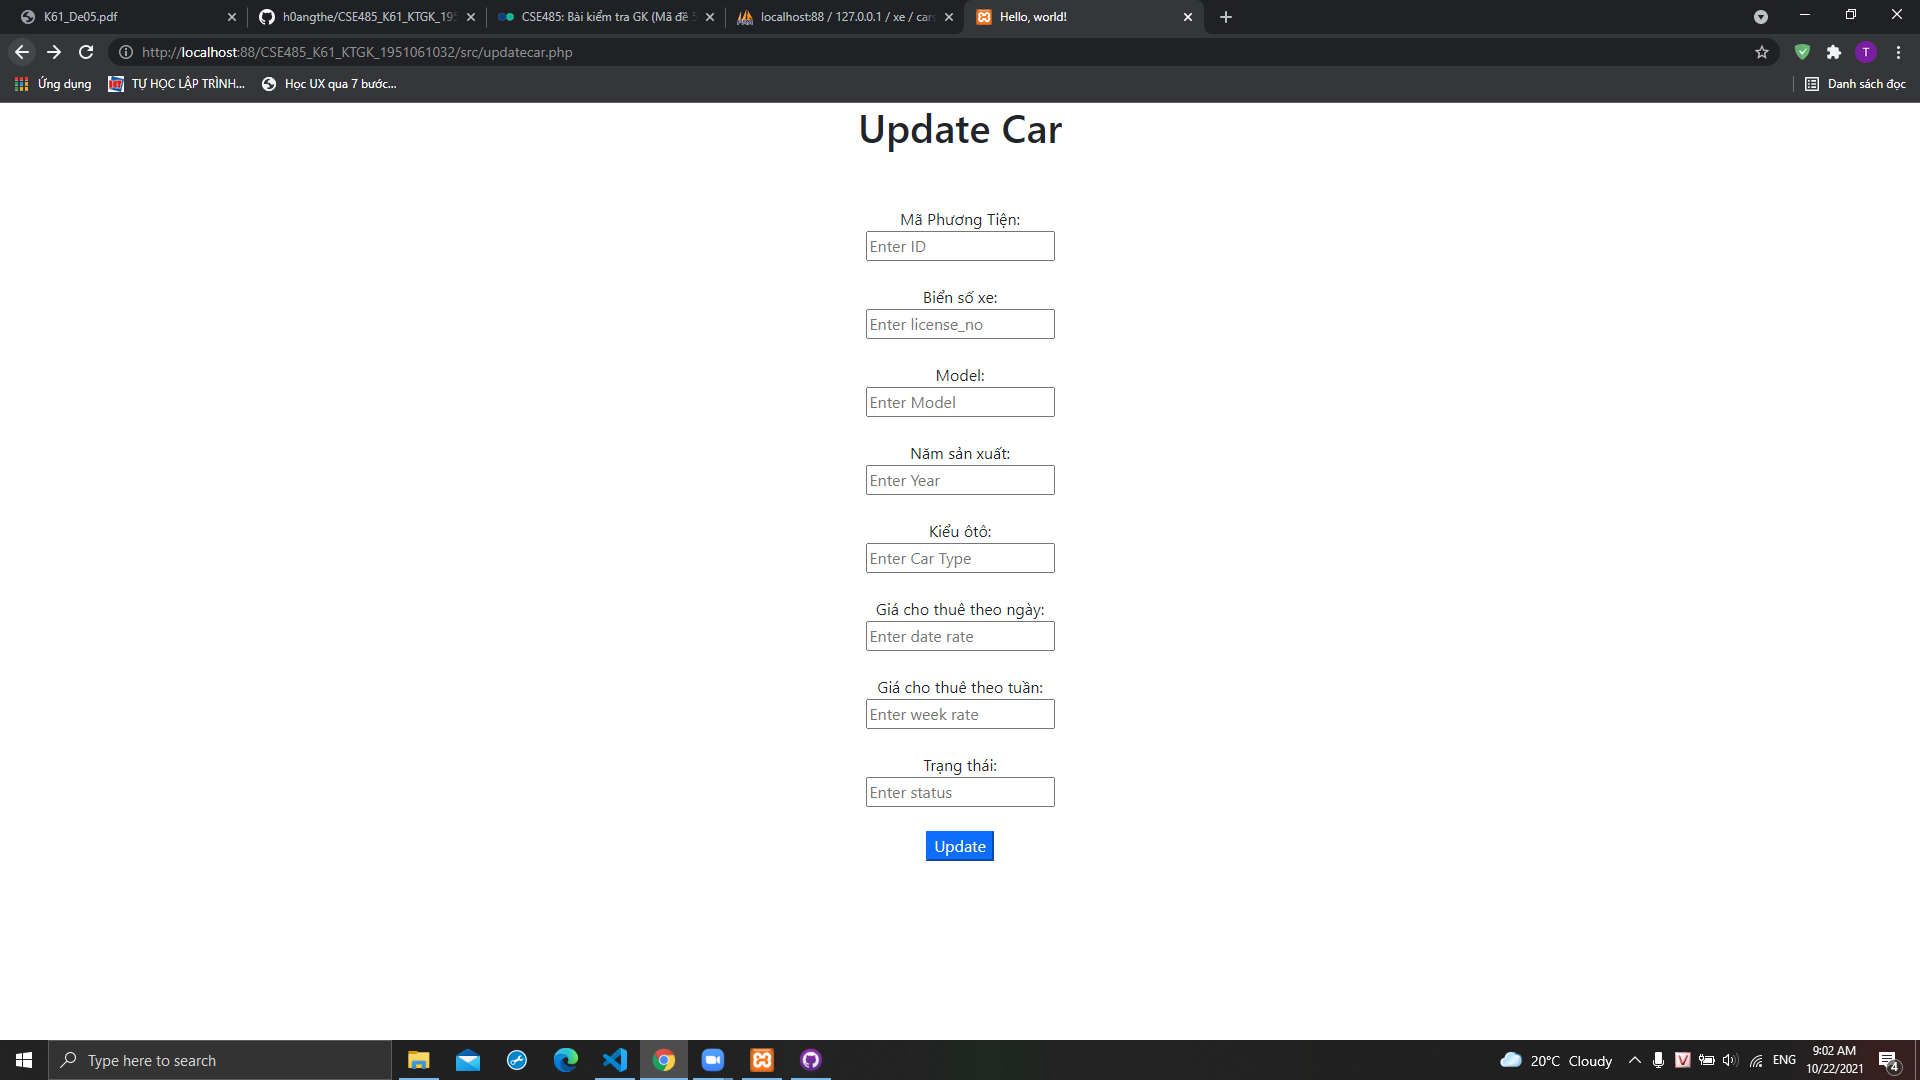 K61_De05.pdf
h0angthe/CSE485_K61_KTGK_195
CSE485: Bài kiểm tra GK (Mã đề 5
localhost:88 / 127.0.0.1 / xe / cars
Hello, world!
http://localhost:88/CSE485_K61_KTGK_1951061032/src/updatecar.php
T
Ứng dụng
TỰ HỌC LẬP TRÌNH...
Học UX qua 7 bước...
Danh sách đọc
Update Car
Mã Phương Tiện:
Enter ID
Biển số xe:
Enter license_no
Model:
Enter Model
Năm sản xuất:
Enter Year
Kiểu ôtô:
Enter Car Type
Giá cho thuê theo ngày:
Enter date rate
Giá cho thuê theo tuần:
Enter week rate
Trạng thái:
Enter status
Update
Type here to search
20°C Cloudy
V
ENG
9:02 AM
10/22/2021
4